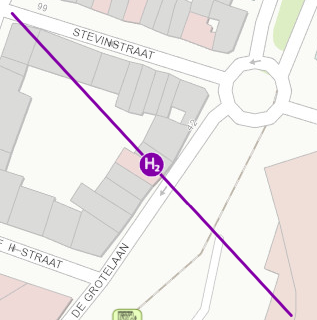 99
STEVINSTRAAT
42
H₂
E H-STRAAT
DE GROTELAAN